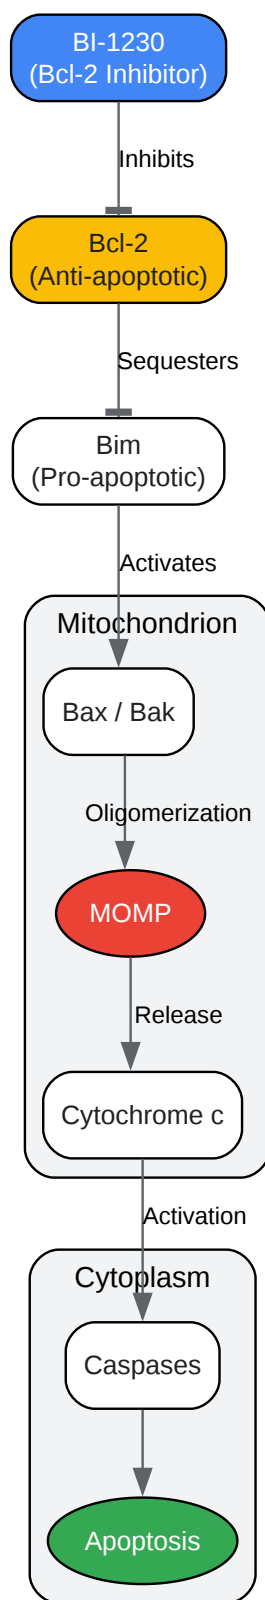 BI-1230
(Bcl-2 Inhibitor)
Inhibits
Bcl-2
(Anti-apoptotic)
Sequesters
Bim
(Pro-apoptotic)
Activates
Mitochondrion
Bax / Bak
Oligomerization
MOMP
Release
Cytochrome c
Activation
Cytoplasm
Caspases
Apoptosis